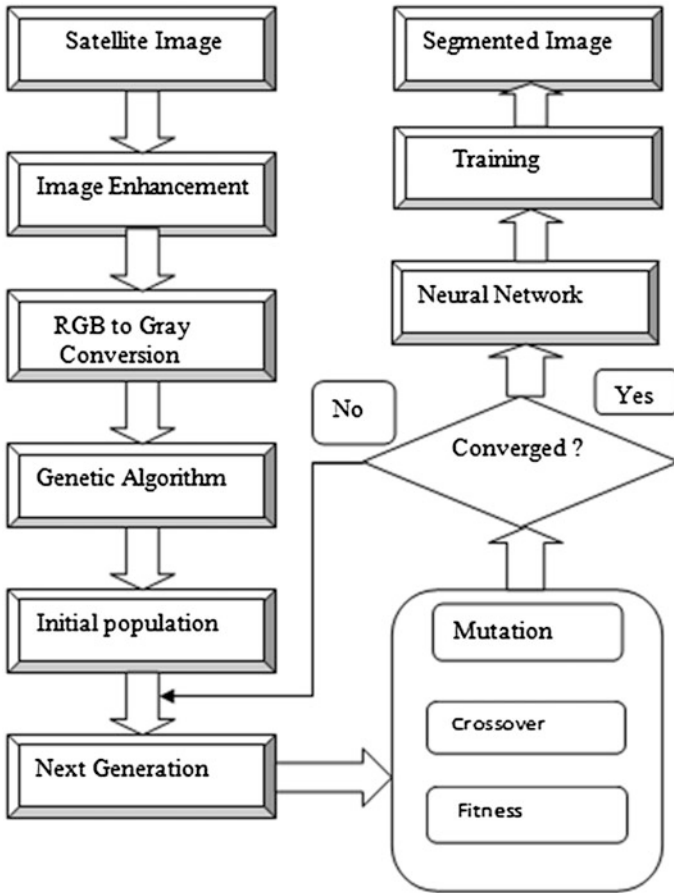 Satellite Image
Image Enhancement
RGB to Gray
Conversion
Genetic Algorithm
Initial population
Next Generation
Segmented Image
Training
Neural Network
Yes
No
Converged ?
Mutation
Crossover
Fitness